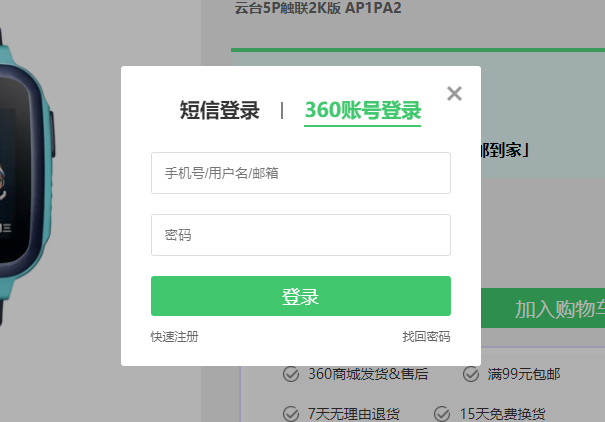 云台5P触联2K版 AP1PA2
短信登录 | 360账号登录
邮到家」
手机号/用户名/邮箱
密码
登录
加入购物车
快速注册 找回密码
360商城发货&售后 满99元包邮
7天无理由退货 15天免费换货